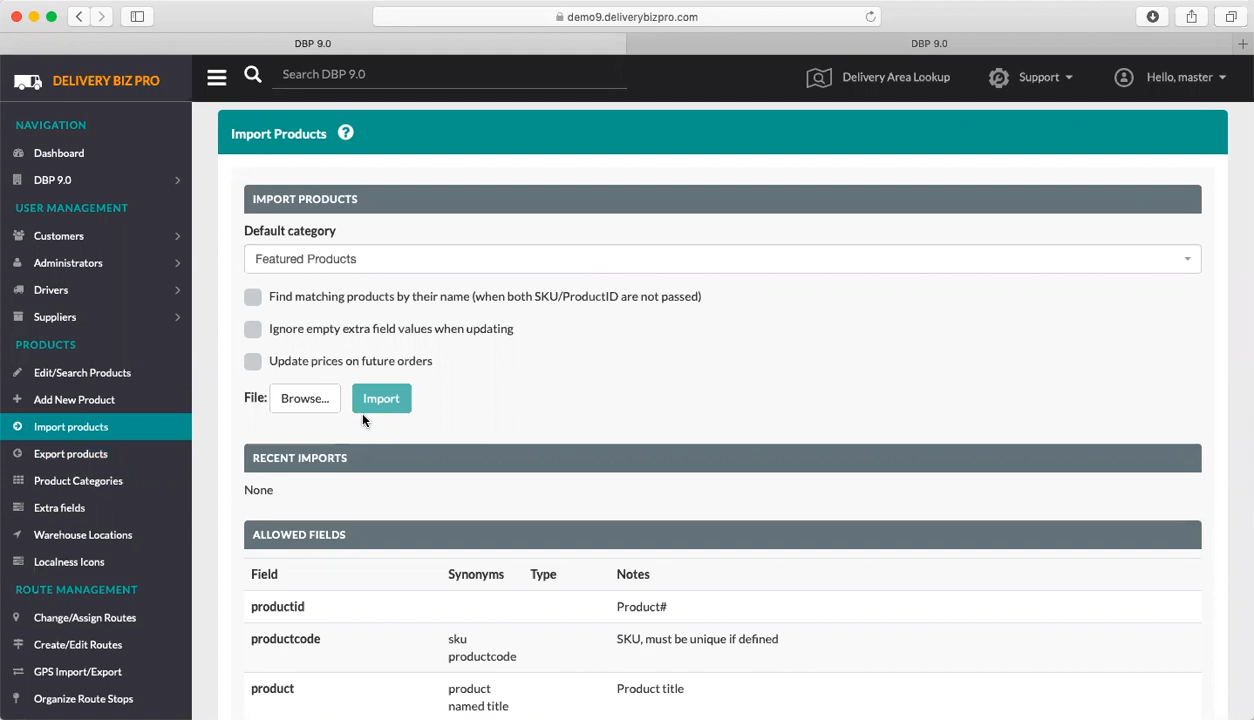 demo9.deliverybizpro.com
DBP 9.0
DBP 9.0
DELIVERY BIZ PRO
Search DBP 9.0
Delivery Area Lookup
Support
Hello, master
NAVIGATION
Dashboard
DBP 9.0
USER MANAGEMENT
Customers
Administrators
Drivers
Suppliers
PRODUCTS
Edit/Search Products
Add New Product
Import products
Export products
Product Categories
Extra fields
Warehouse Locations
Localness Icons
ROUTE MANAGEMENT
Change/Assign Routes
Create/Edit Routes
GPS Import/Export
Organize Route Stops
Import Products ?
IMPORT PRODUCTS
Default category
Featured Products
Find matching products by their name (when both SKU/ProductID are not passed)
Ignore empty extra field values when updating
Update prices on future orders
File: Browse... Import
RECENT IMPORTS
None
ALLOWED FIELDS
Field Synonyms Type Notes
productid Product#
productcode sku SKU, must be unique if defined
productcode
product product Product title
named title